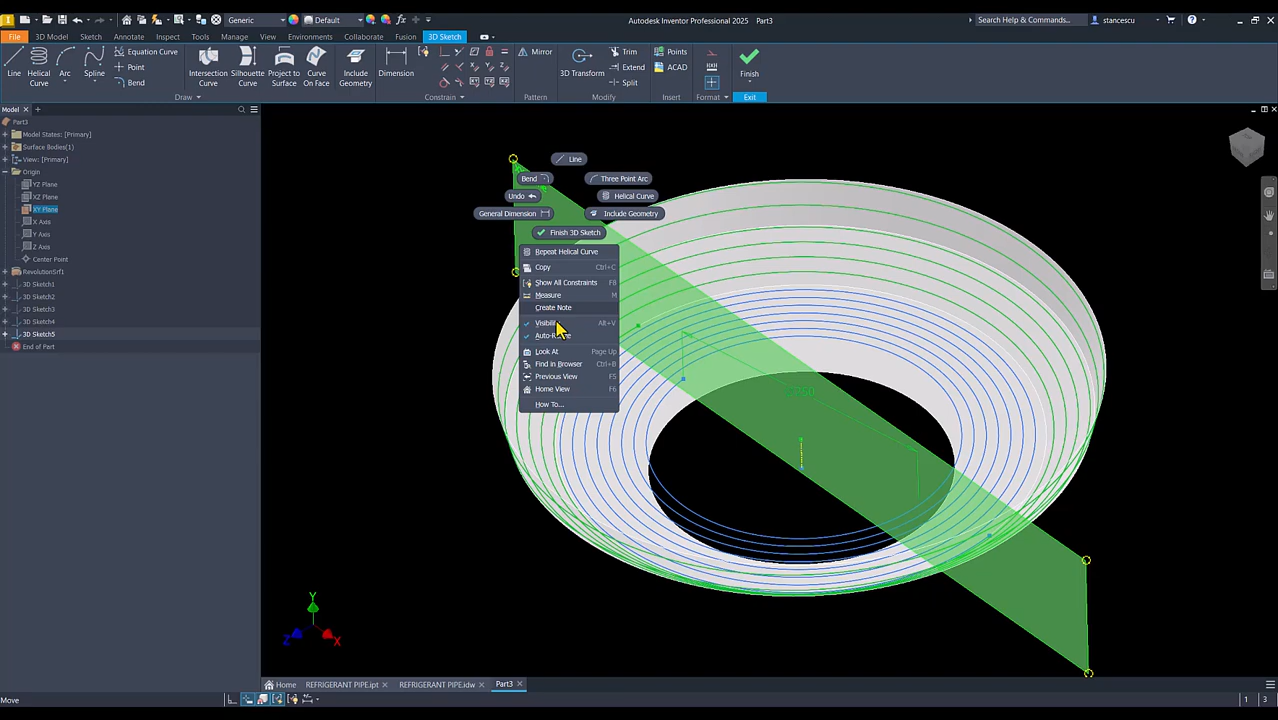 Generic
Default
Autodesk Inventor Professional 2025 Part3
Search Help & Commands...
stancescu
File
3D Model
Sketch
Annotate
Inspect
Tools
Manage
View
Environments
Collaborate
Fusion
3D Sketch
Line
Helical Curve
Arc
Spline
Equation Curve
Point
Bend
Intersection Curve
Silhouette Curve
Project to Surface
Curve On Face
Include Geometry
Dimension
Mirror
3D Transform
Trim
Extend
Split
Points
ACAD
Finish
Draw
Constrain
Pattern
Modify
Insert
Format
Exit
Model
Part3
Model States: [Primary]
Surface Bodies(1)
View: [Primary]
Origin
YZ Plane
XZ Plane
XY Plane
X Axis
Y Axis
Z Axis
Center Point
RevolutionSrf1
3D Sketch1
3D Sketch2
3D Sketch3
3D Sketch4
3D Sketch5
End of Part
Line
Bend
Three Point Arc
Undo
Helical Curve
General Dimension
Include Geometry
Finish 3D Sketch
Repeat Helical Curve
Copy Ctrl+C
Show All Constraints F8
Measure M
Create Note
Alt+V
Look At Page Up
Find in Browser Ctrl+B
Previous View F5
Home View F6
How To...
Y
Z
X
Home
REFRIGERANT PIPE.ipt
REFRIGERANT PIPE.idw
Part3
Move
1
3